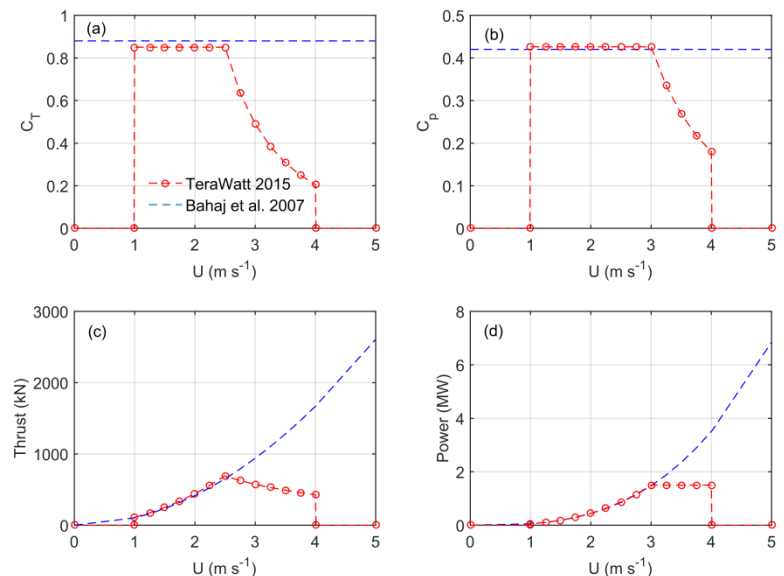 (a)
C_T
1
0.8
0.6
0.4
0.2
0
TeraWatt 2015
Bahaj et al. 2007
0 1 2 3 4 5
U (m s⁻¹)
(b)
C_p
0.5
0.4
0.3
0.2
0.1
0
0 1 2 3 4 5
U (m s⁻¹)
(c)
Thrust (kN)
3000
2000
1000
0
0 1 2 3 4 5
U (m s⁻¹)
(d)
Power (MW)
8
6
4
2
0
0 1 2 3 4 5
U (m s⁻¹)